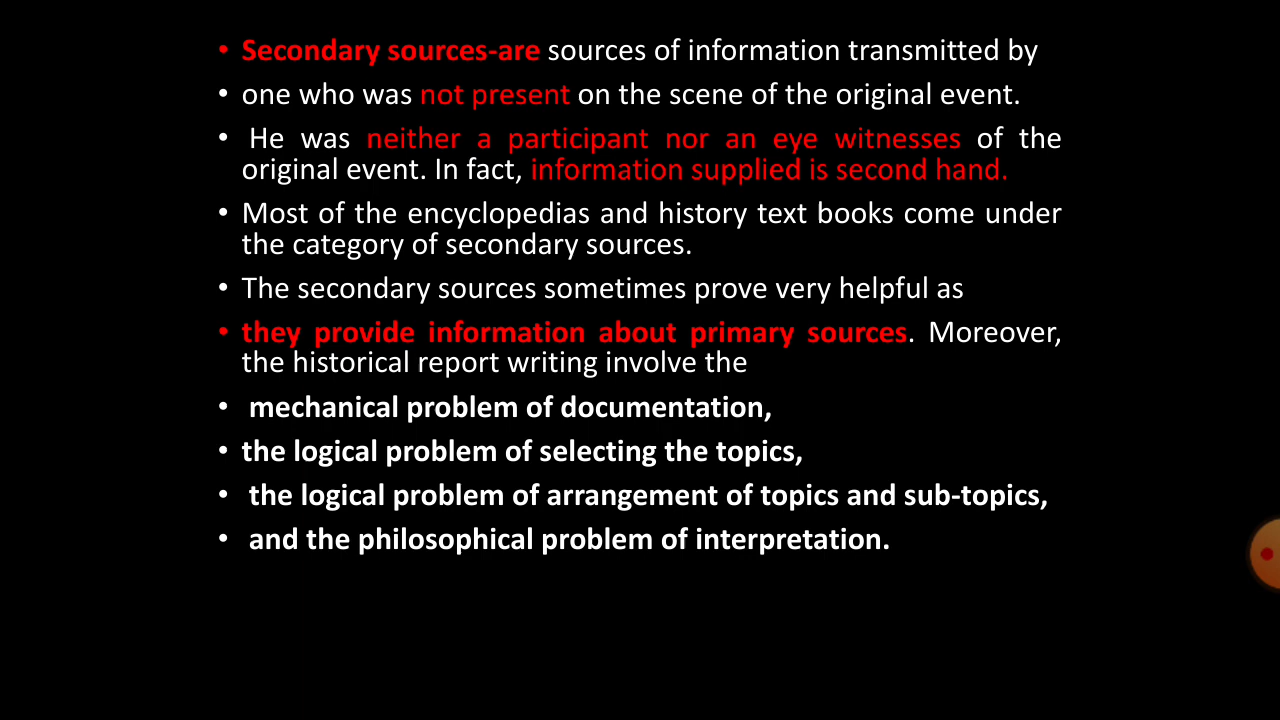 • Secondary sources-are sources of information transmitted by
• one who was not present on the scene of the original event.
• He was neither a participant nor an eye witnesses of the
original event. In fact, information supplied is second hand.
• Most of the encyclopedias and history text books come under
the category of secondary sources.
• The secondary sources sometimes prove very helpful as
• they provide information about primary sources. Moreover,
the historical report writing involve the
• mechanical problem of documentation,
• the logical problem of selecting the topics,
• the logical problem of arrangement of topics and sub-topics,
• and the philosophical problem of interpretation.